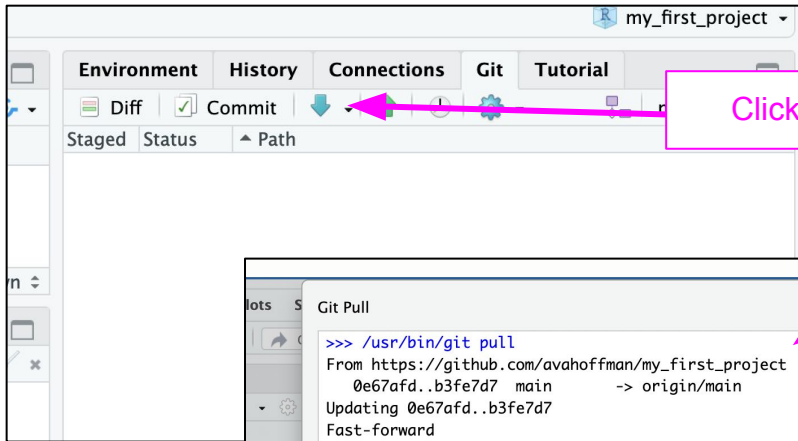 my_first_project
Environment History Connections Git Tutorial
Diff Commit
Click
Staged Status Path
Git Pull
>>> /usr/bin/git pull
From https://github.com/avahoffman/my_first_project
0e67afd..b3fe7d7 main -> origin/main
Updating 0e67afd..b3fe7d7
Fast-forward